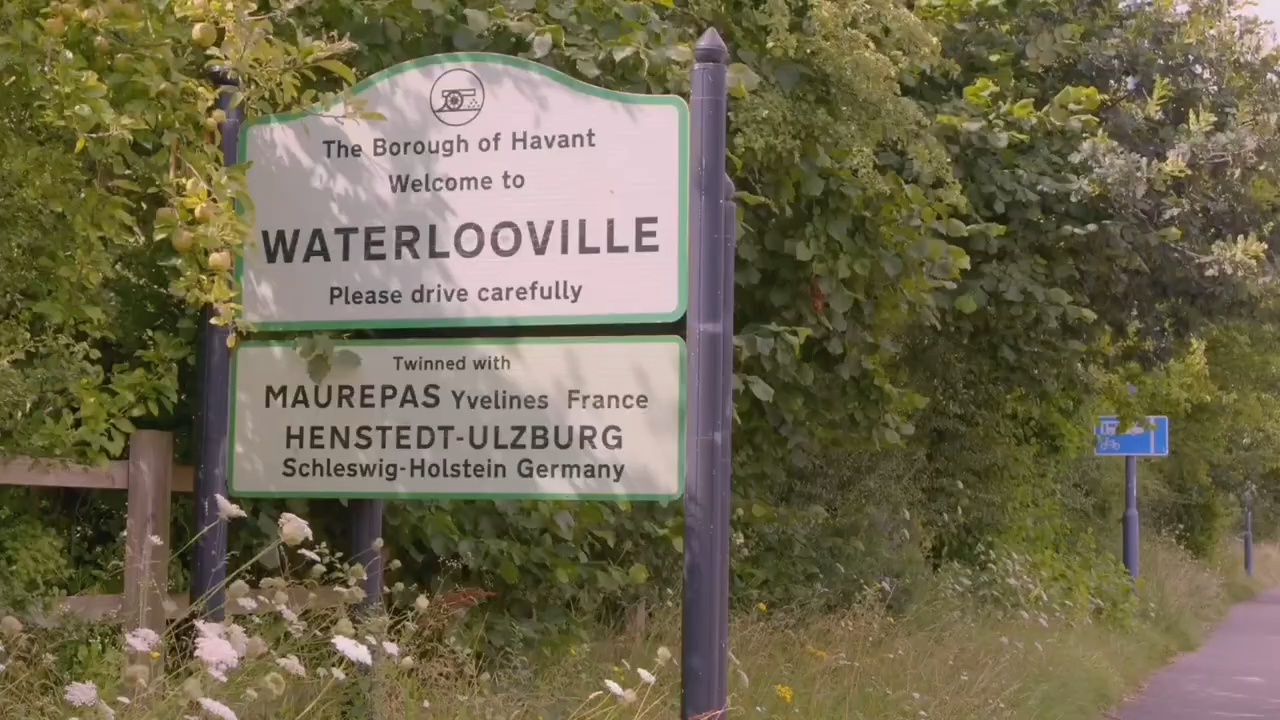 The Borough of Havant
Welcome to
WATERLOOVILLE
Please drive carefully
Twinned with
MAUREPAS Yvelines France
HENSTEDT-ULZBURG
Schleswig-Holstein Germany